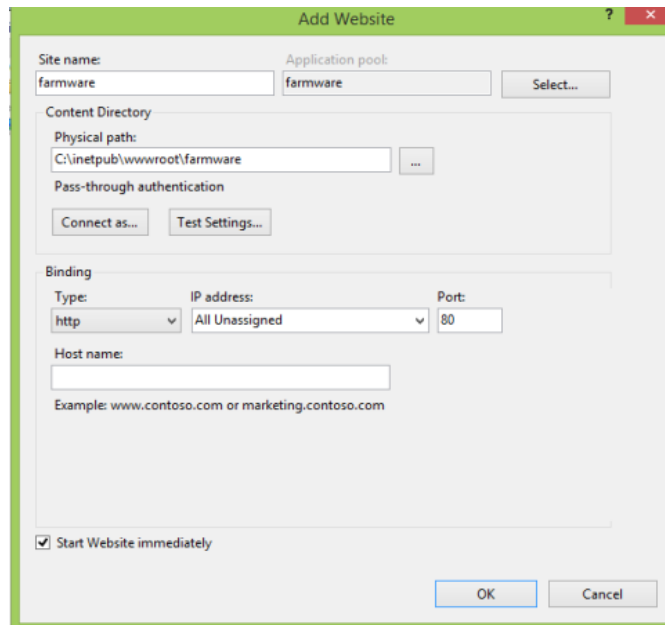 Add Website
?
Site name:
Application pool:
farmware
farmware
Select...
Content Directory
Physical path:
C:\inetpub\wwwroot\farmware
...
Pass-through authentication
Connect as...
Test Settings...
Binding
Type:
IP address:
Port:
http
All Unassigned
80
Host name:
Example: www.contoso.com or marketing.contoso.com
Start Website immediately
OK
Cancel